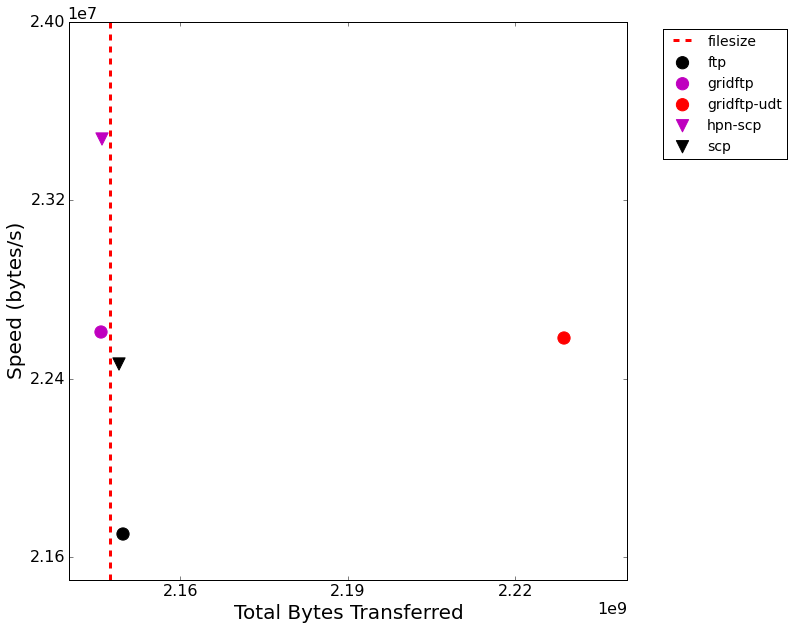 1e7
2.40
2.32
2.24
2.16
Speed (bytes/s)
2.16
2.19
2.22
1e9
Total Bytes Transferred
filesize
ftp
gridftp
gridftp-udt
hpn-scp
scp